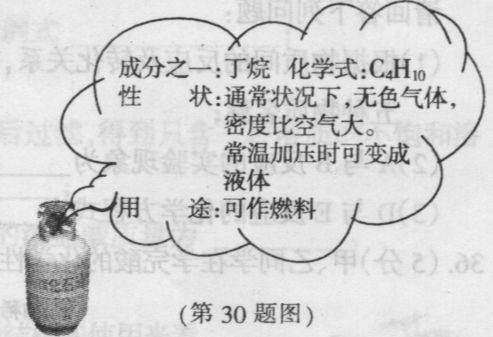 成分之一:丁烷 化学式:C₄H₁₀
性 状:通常状况下,无色气体,
密度比空气大。
常温加压时可变成
液体
用 途:可作燃料
(第 30 题图)